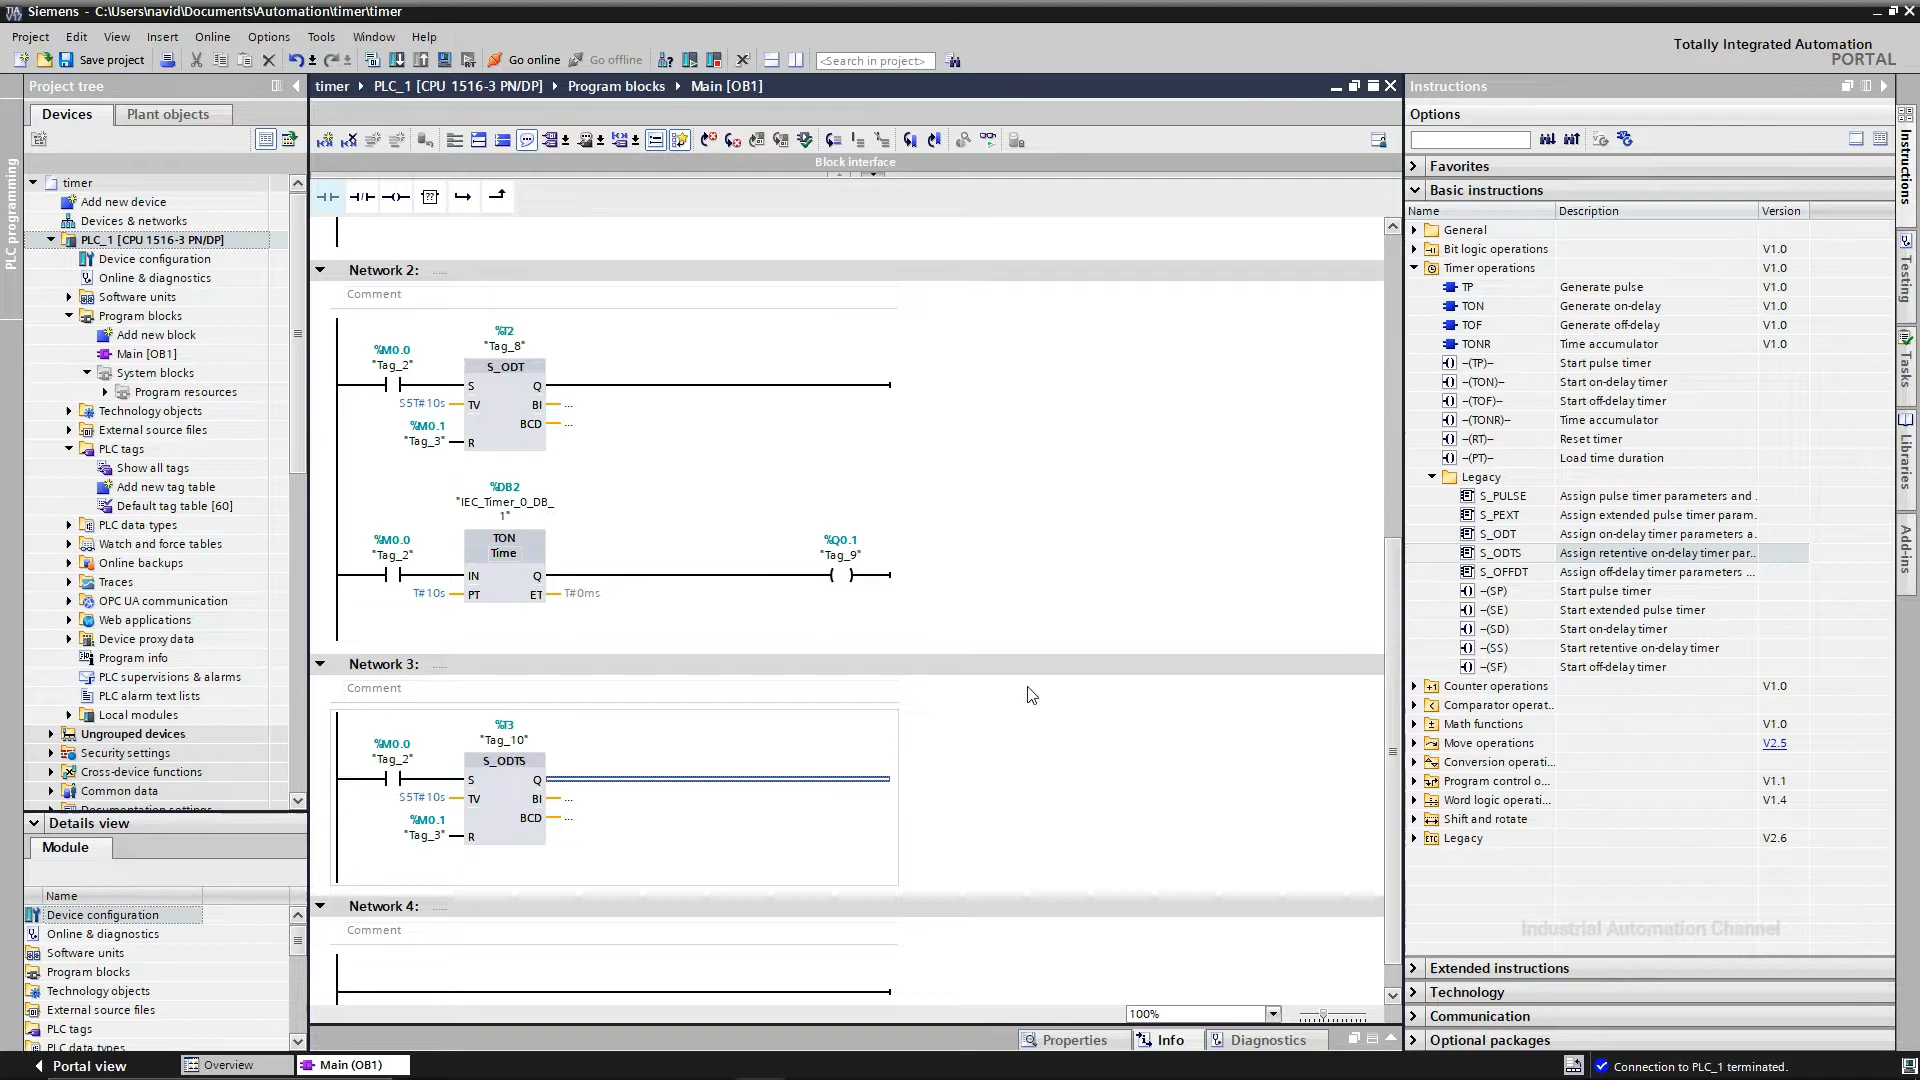 Siemens - C:\Users\navid\Documents\Automation\timer\timer
Project Edit View Insert Online Options Tools Window Help
Totally Integrated Automation
PORTAL
Save project
Go online
Go offline
<Search in project>
Project tree
Devices
Plant objects
PLC programming
timer
Add new device
Devices & networks
PLC_1 [CPU 1516-3 PN/DP]
Device configuration
Online & diagnostics
Software units
Program blocks
Add new block
Main [OB1]
System blocks
Program resources
Technology objects
External source files
PLC tags
Show all tags
Add new tag table
Default tag table [60]
PLC data types
Watch and force tables
Online backups
Traces
OPC UA communication
Web applications
Device proxy data
Program info
PLC supervisions & alarms
PLC alarm text lists
Local modules
Ungrouped devices
Security settings
Cross-device functions
Common data
Documentation settings
Details view
Module
Name
Device configuration
Online & diagnostics
Software units
Program blocks
Technology objects
External source files
PLC tags
PLC data types
timer PLC_1 [CPU 1516-3 PN/DP] Program blocks Main [OB1]
Block interface
Network 2: .....
Comment
%T2
"Tag_8"
%M0.0
"Tag_2"
S_ODT
S Q
S5T#10s TV BI ...
BCD ...
%M0.1
"Tag_3" R
%DB2
"IEC_Timer_0_DB_
1"
TON
Time
%M0.0
"Tag_2"
%Q0.1
"Tag_9"
IN Q
T#10s PT ET T#0ms
Network 3: .....
Comment
%T3
"Tag_10"
%M0.0
"Tag_2"
S_ODTS
S Q
S5T#10s TV BI ...
BCD ...
%M0.1
"Tag_3" R
Network 4: .....
Comment
100%
Properties
Info
Diagnostics
Instructions
Options
Favorites
Basic instructions
Name Description Version
General
Bit logic operations V1.0
Timer operations V1.0
TP Generate pulse V1.0
TON Generate on-delay V1.0
TOF Generate off-delay V1.0
TONR Time accumulator V1.0
–(TP)– Start pulse timer
–(TON)– Start on-delay timer
–(TOF)– Start off-delay timer
–(TONR)– Time accumulator
–(RT)– Reset timer
–(PT)– Load time duration
Legacy
S_PULSE Assign pulse timer parameters and .
S_PEXT Assign extended pulse timer param.
S_ODT Assign on-delay timer parameters a.
S_ODTS Assign retentive on-delay timer par..
S_OFFDT Assign off-delay timer parameters ...
–(SP) Start pulse timer
–(SE) Start extended pulse timer
–(SD) Start on-delay timer
–(SS) Start retentive on-delay timer
–(SF) Start off-delay timer
Counter operations V1.0
Comparator operat..
Math functions V1.0
Move operations V2.5
Conversion operati...
Program control o... V1.1
Word logic operati... V1.4
Shift and rotate
Legacy V2.6
Industrial Automation Channel
Extended instructions
Technology
Communication
Optional packages
Instructions
Testing
Tasks
Libraries
Add-ins
Portal view
Overview
Main (OB1)
Connection to PLC_1 terminated.